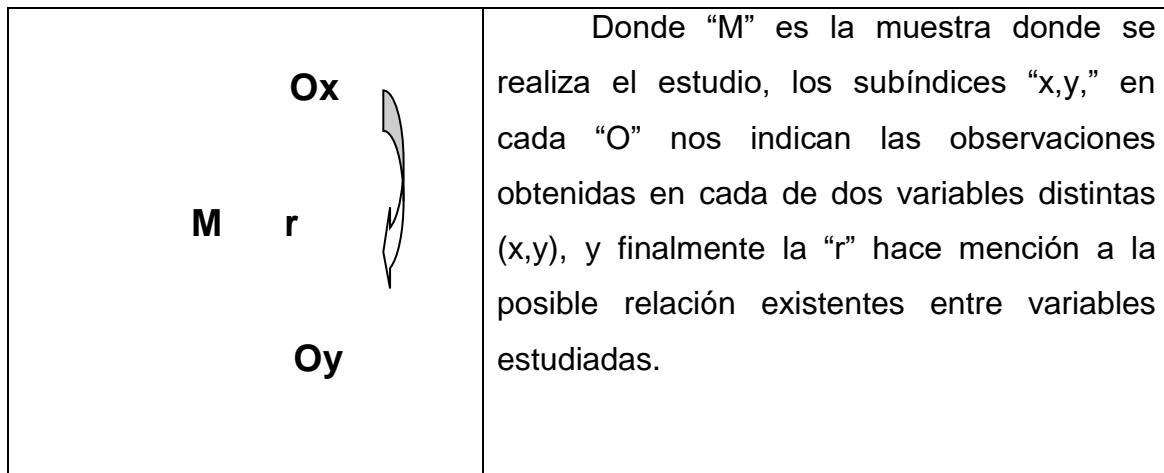 Ox
M r
Oy
Donde “M” es la muestra donde se
realiza el estudio, los subíndices “x,y,” en
cada “O” nos indican las observaciones
obtenidas en cada de dos variables distintas
(x,y), y finalmente la “r” hace mención a la
posible relación existentes entre variables
estudiadas.